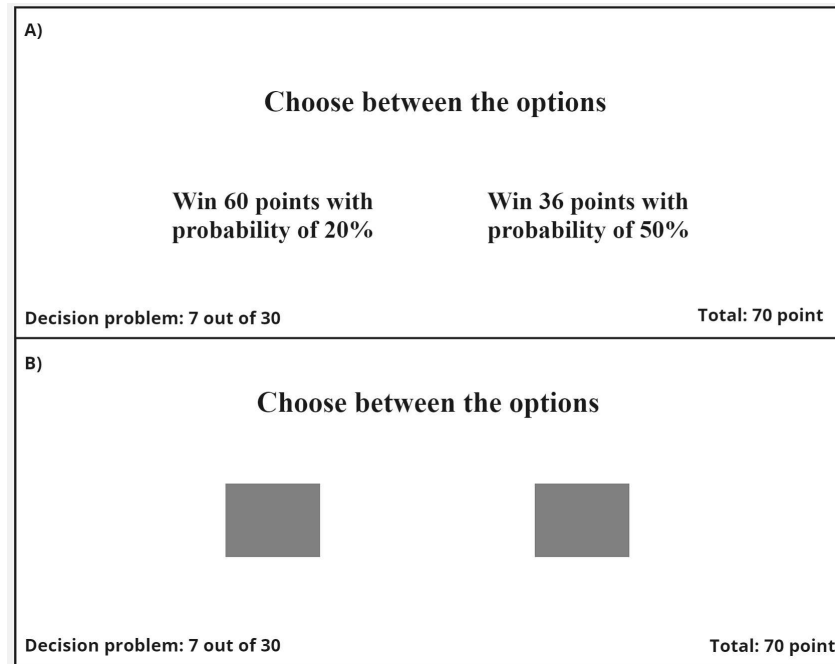 A)
Choose between the options
Win 60 points with
probability of 20%
Win 36 points with
probability of 50%
Decision problem: 7 out of 30
Total: 70 point
B)
Choose between the options
Decision problem: 7 out of 30
Total: 70 point